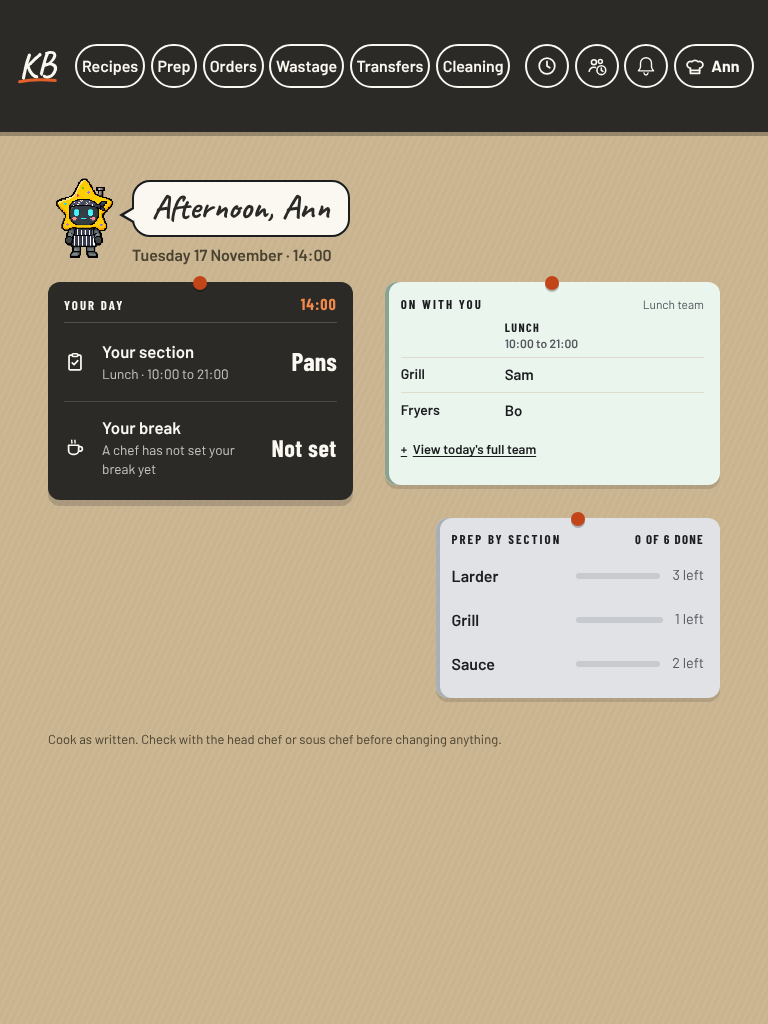 KB
Recipes
Prep
Orders
Wastage
Transfers
Cleaning
Ann
Afternoon, Ann
Tuesday 17 November · 14:00
YOUR DAY
14:00
Your section
Lunch · 10:00 to 21:00
Pans
Your break
A chef has not set your
break yet
Not set
ON WITH YOU
Lunch team
LUNCH
10:00 to 21:00
Grill
Sam
Fryers
Bo
+ View today's full team
PREP BY SECTION
0 OF 6 DONE
Larder
3 left
Grill
1 left
Sauce
2 left
Cook as written. Check with the head chef or sous chef before changing anything.